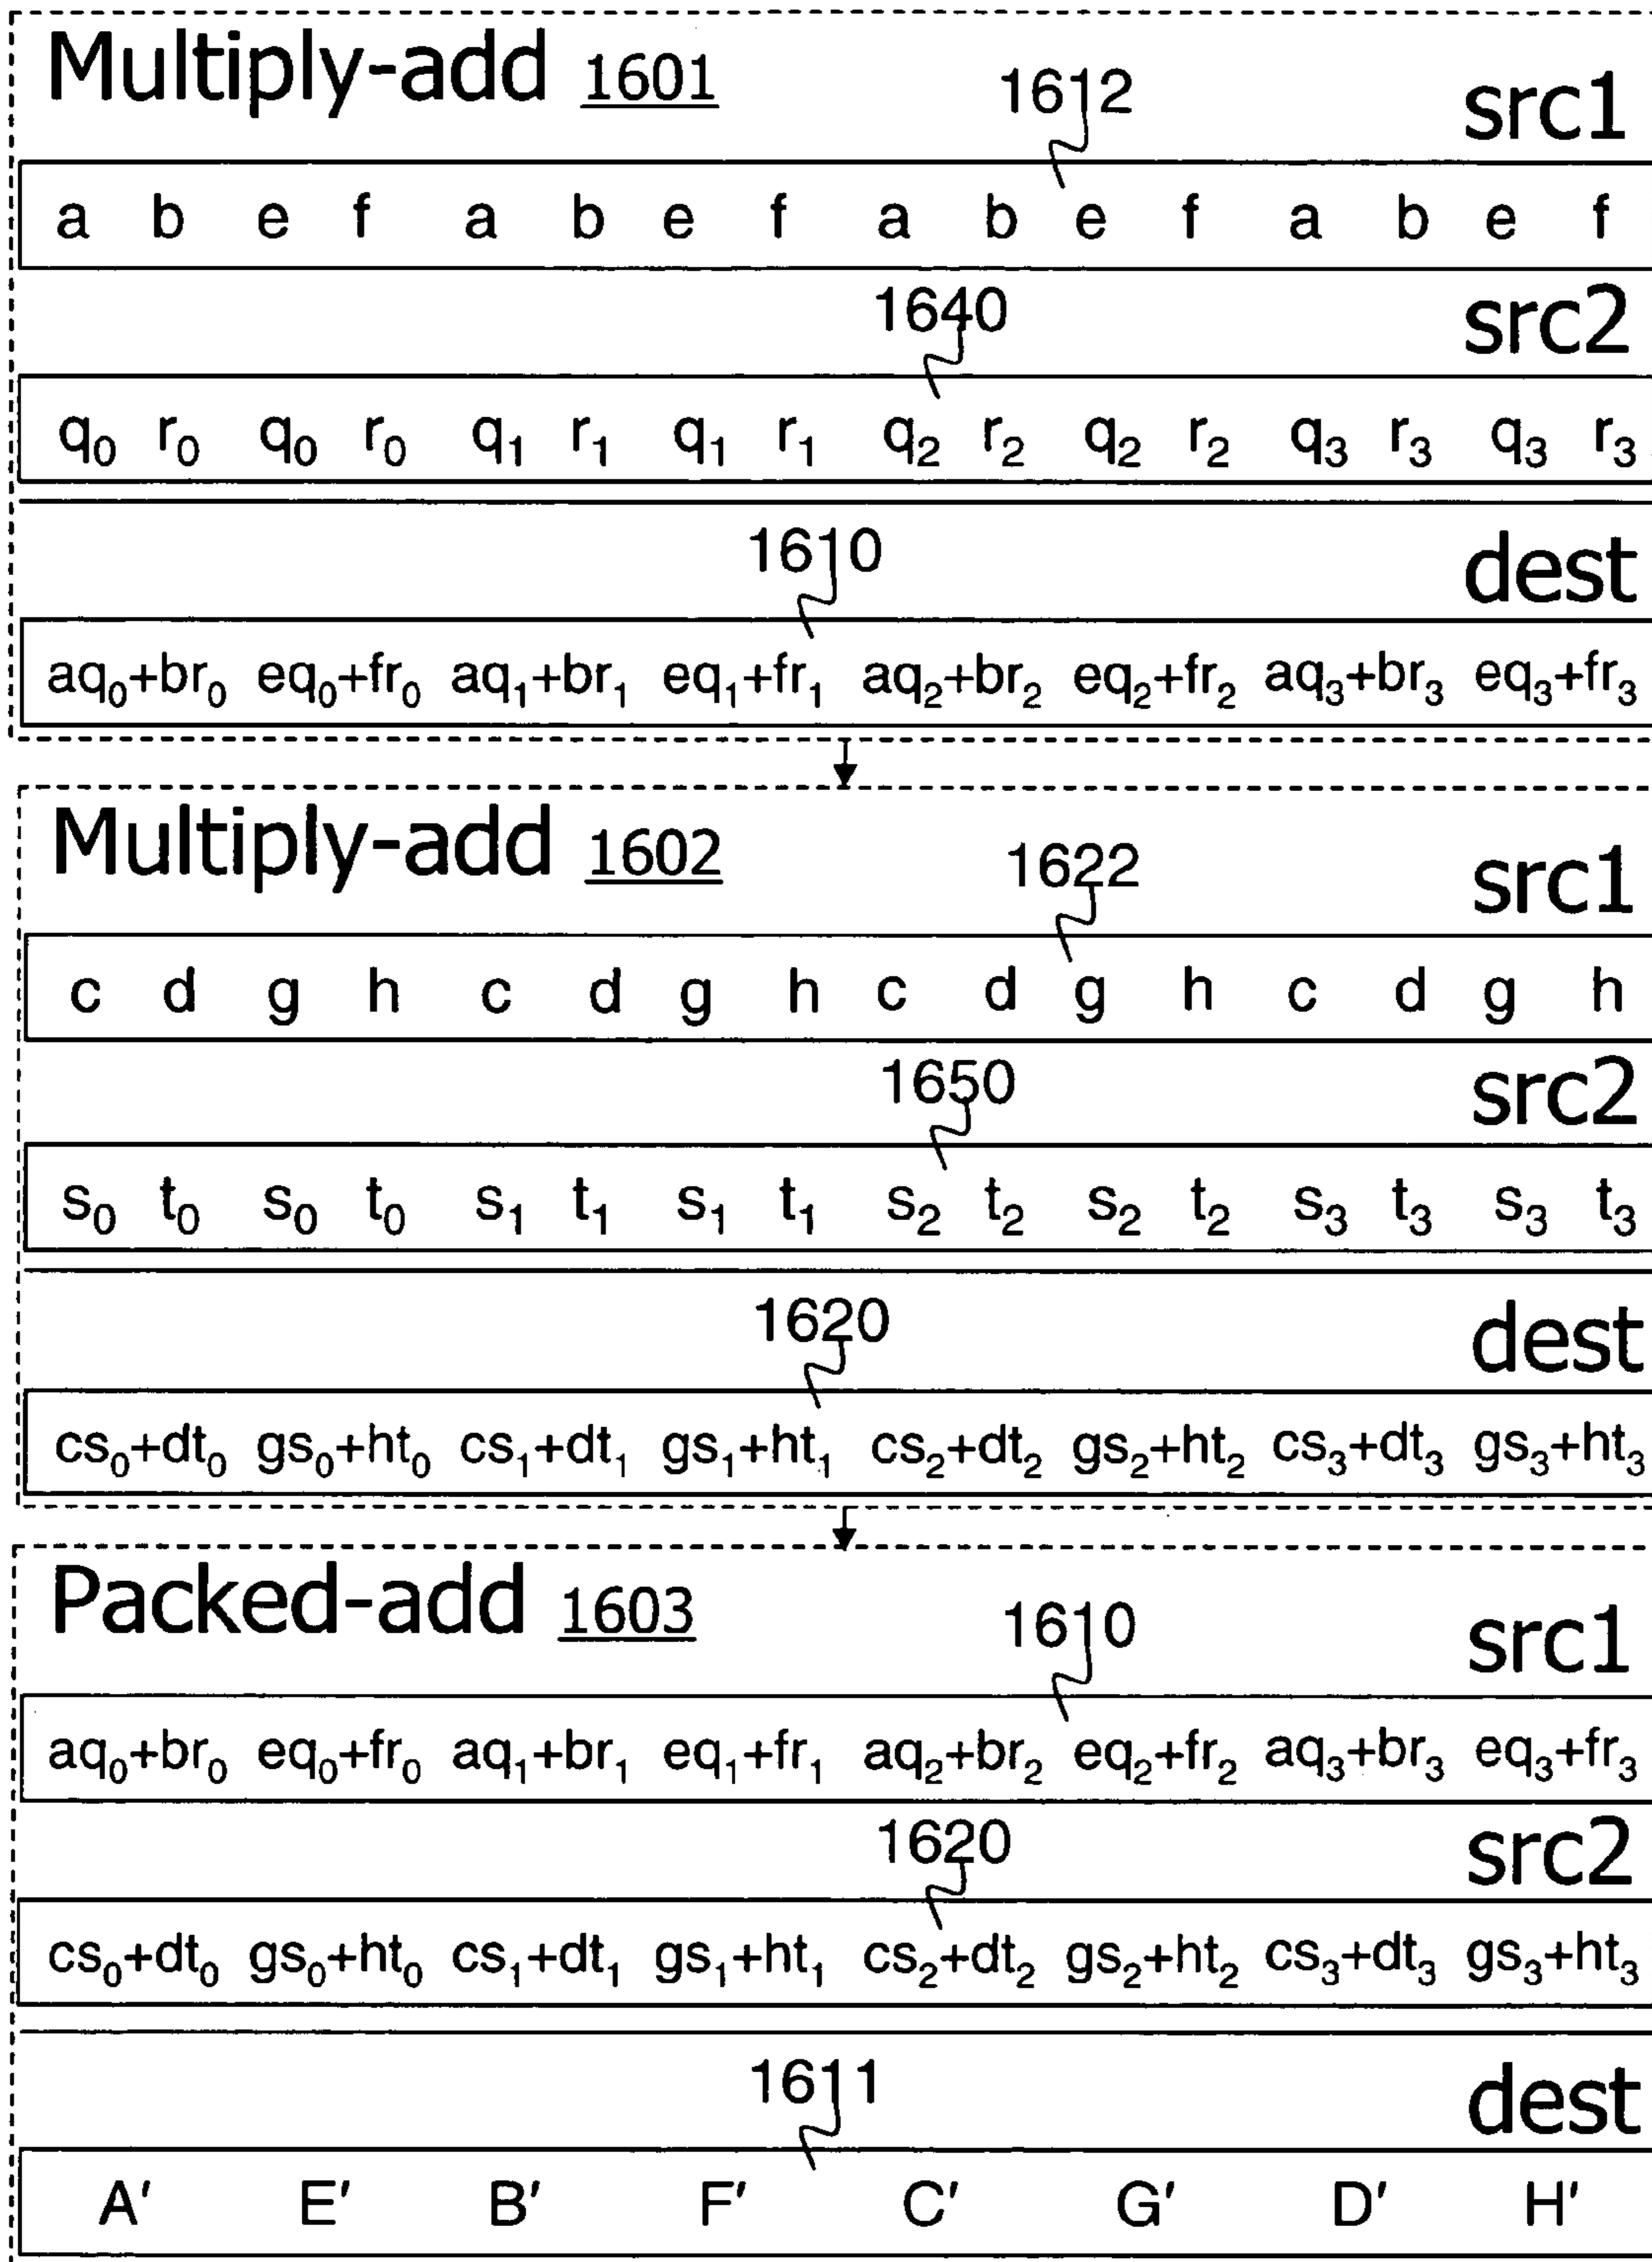 Multiply-add 1601 1612 src1
a b e f a b e f a b e f a b e f
1640 src2
q₀ r₀ q₀ r₀ q₁ r₁ q₁ r₁ q₂ r₂ q₂ r₂ q₃ r₃ q₃ r₃
1610 dest
aq₀+br₀ eq₀+fr₀ aq₁+br₁ eq₁+fr₁ aq₂+br₂ eq₂+fr₂ aq₃+br₃ eq₃+fr₃
Multiply-add 1602 1622 src1
c d g h c d g h c d g h c d g h
1650 src2
s₀ t₀ s₀ t₀ s₁ t₁ s₁ t₁ s₂ t₂ s₂ t₂ s₃ t₃ s₃ t₃
1620 dest
cs₀+dt₀ gs₀+ht₀ cs₁+dt₁ gs₁+ht₁ cs₂+dt₂ gs₂+ht₂ cs₃+dt₃ gs₃+ht₃
Packed-add 1603 1610 src1
aq₀+br₀ eq₀+fr₀ aq₁+br₁ eq₁+fr₁ aq₂+br₂ eq₂+fr₂ aq₃+br₃ eq₃+fr₃
1620 src2
cs₀+dt₀ gs₀+ht₀ cs₁+dt₁ gs₁+ht₁ cs₂+dt₂ gs₂+ht₂ cs₃+dt₃ gs₃+ht₃
1611 dest
A′ E′ B′ F′ C′ G′ D′ H′